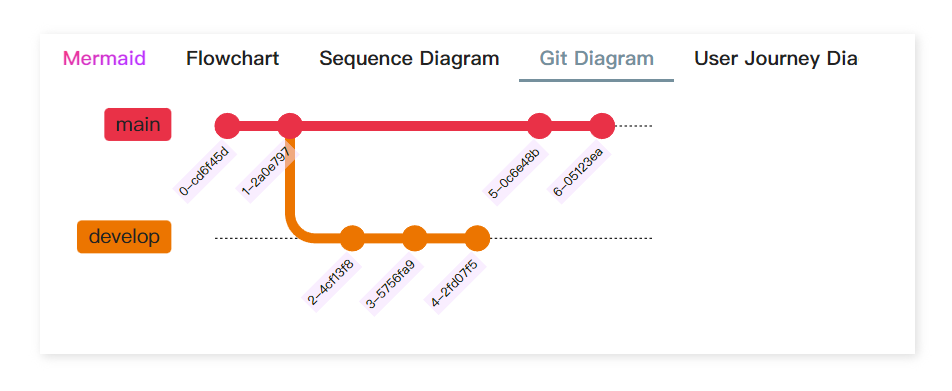 Mermaid Flowchart Sequence Diagram Git Diagram User Journey Dia
main
0-cd6f45d
1-2a0e797
5-0c6e48b
6-05123ea
develop
2-4cf13f8
3-5756fa9
4-2fd07f5